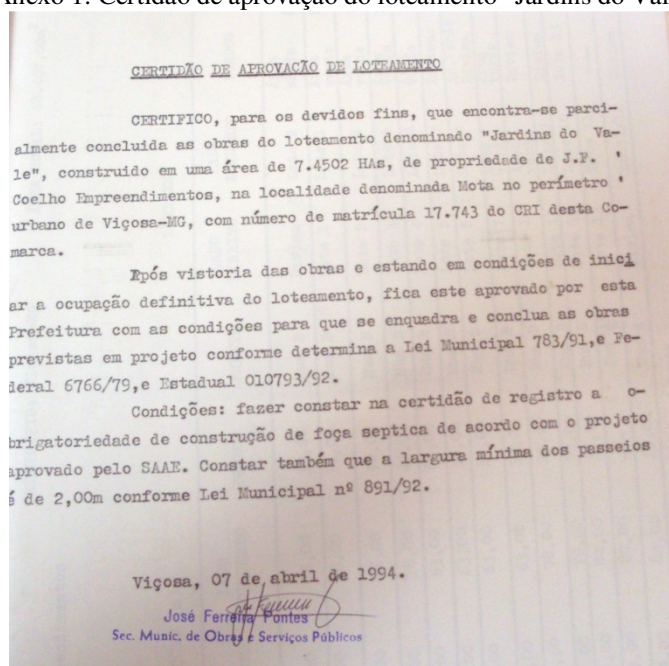 Anexo 1: Certidão de aprovação do loteamento "Jardins do Val
CERTIDÃO DE APROVAÇÃO DE LOTEAMENTO
CERTIFICO, para os devidos fins, que encontra-se parci-
almente concluida as obras do loteamento denominado "Jardins do Va-
le", construido em uma área de 7.4502 HAs, de propriedade de J.P. '
Coelho Empreendimentos, na localidade denominada Mota no perímetro '
urbano de Viçosa-MG, com número de matrícula 17.743 do CRI desta Co-
marca.
Após vistoria das obras e estando em condições de inici
ar a ocupação definitiva do loteamento, fica este aprovado por esta
Prefeitura com as condições para que se enquadra e conclua as obras
previstas em projeto conforme determina a Lei Municipal 783/91,e Fe-
deral 6766/79,e Estadual 010793/92.
Condições: fazer constar na certidão de registro a o-
brigatoriedade de construção de foça septica de acordo com o projeto
aprovado pelo SAAE. Constar também que a largura mínima dos passeios
é de 2,00m conforme Lei Municipal nº 891/92.
Viçosa, 07 de abril de 1994.
José Ferreira Pontes
Sec. Munic. de Obras e Serviços Públicos